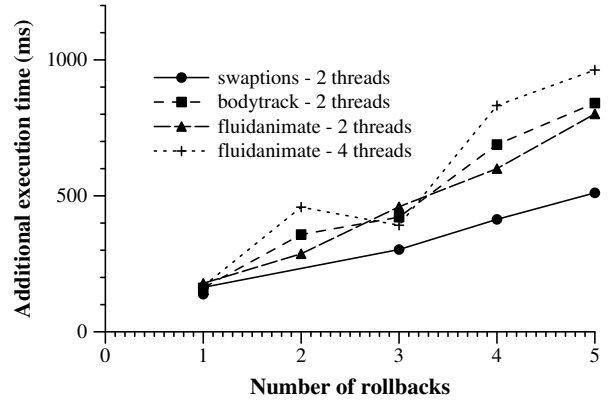 Additional execution time (ms)
1000
500
0
swaptions - 2 threads
bodytrack - 2 threads
fluidanimate - 2 threads
fluidanimate - 4 threads
0 1 2 3 4 5
Number of rollbacks